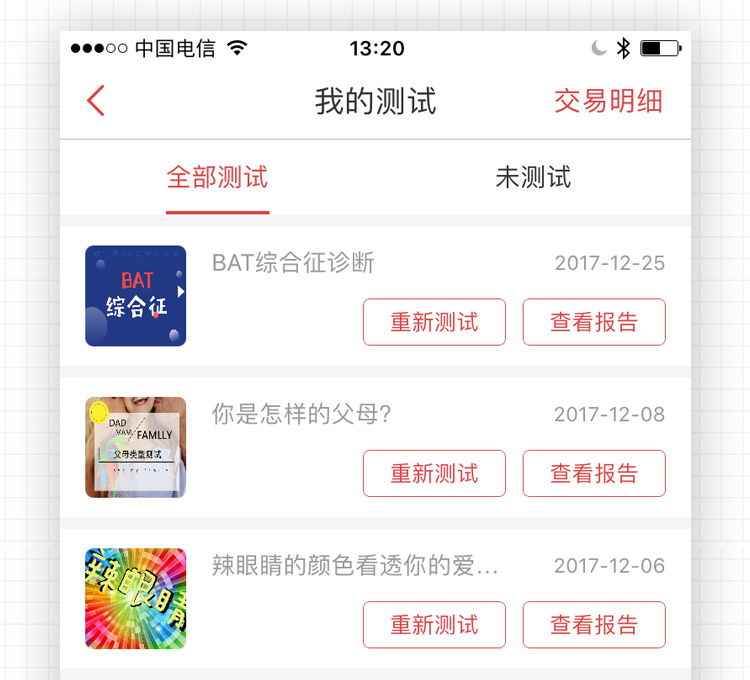 中国电信 13:20
我的测试 交易明细
全部测试 未测试
BAT
综合征
BAT综合征诊断 2017-12-25
重新测试 查看报告
DAD
FAMLLY
父母类型测试
你是怎样的父母? 2017-12-08
重新测试 查看报告
辣眼睛
辣眼睛的颜色看透你的爱... 2017-12-06
重新测试 查看报告